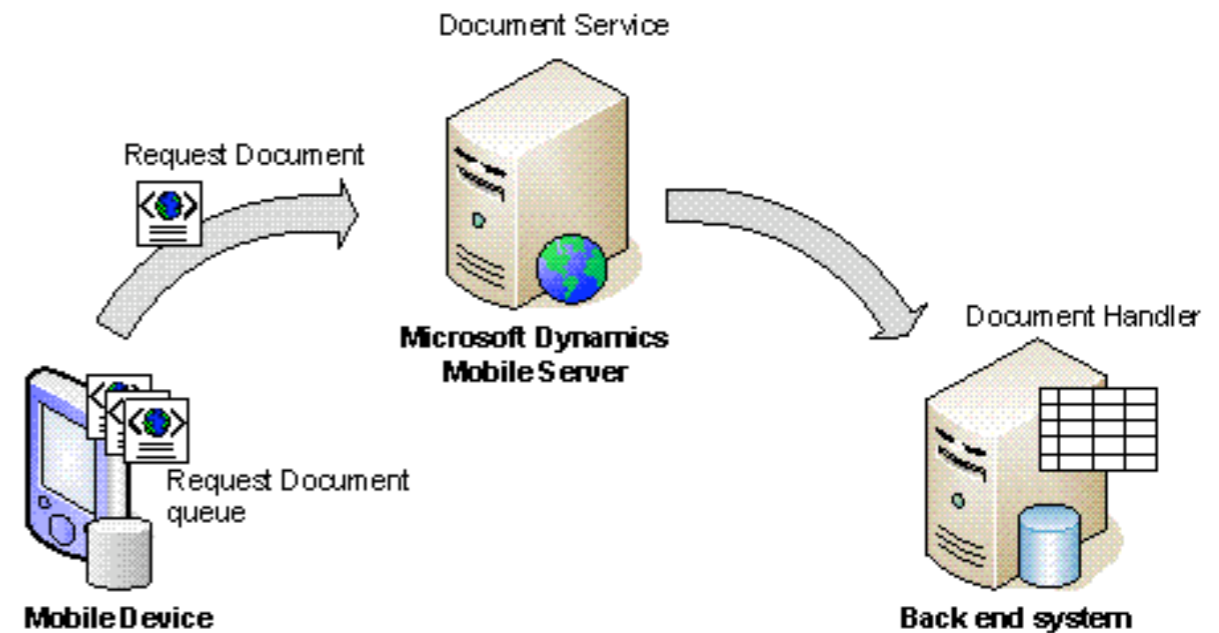 Document Service
Request Document
Microsoft Dynamics
Mobile Server
Document Handler
Request Document
queue
Mobile Device
Back end system